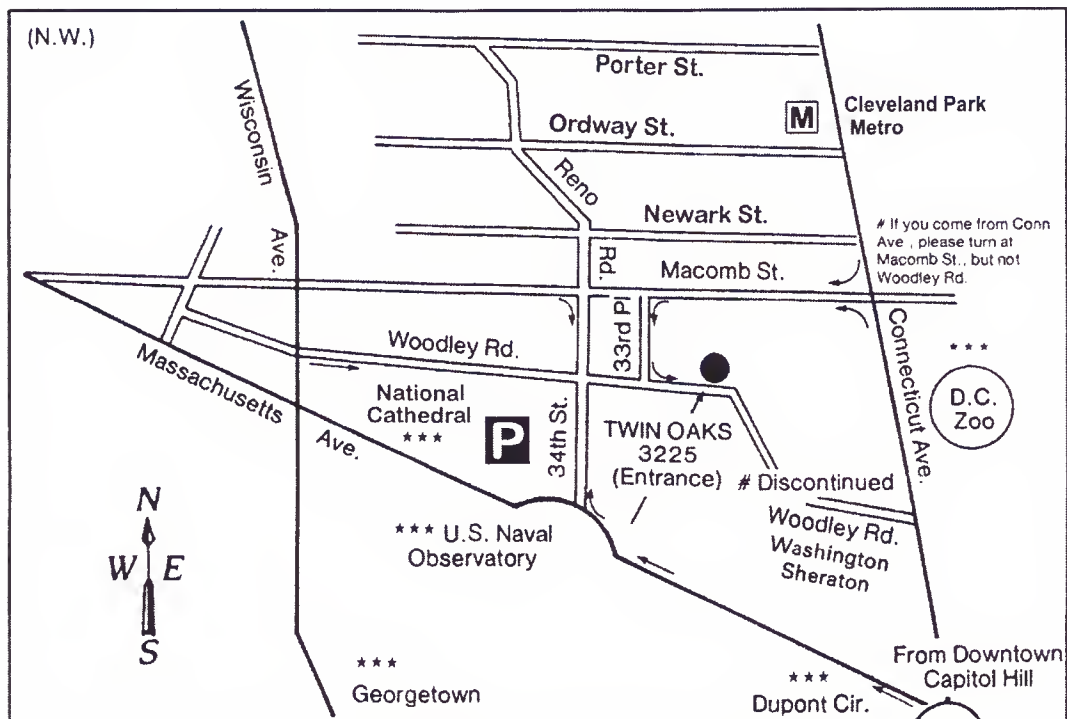 (N.W.)
Porter St.
Wisconsin
Ave.
M
Cleveland Park
Metro
Ordway St.
Reno
Rd.
Newark St.
# If you come from Conn
Ave , please turn at
Macomb St., but not
Woodley Rd.
Macomb St.
33rd Pl
Woodley Rd.
Connecticut Ave.
***
D.C.
Zoo
Massachusetts
Ave.
National
Cathedral
***
P
34th St.
TWIN OAKS
3225
(Entrance)
# Discontinued
Woodley Rd.
Washington
Sheraton
*** U.S. Naval
Observatory
N
W E
S
***
Georgetown
***
Dupont Cir.
From Downtown
Capitol Hill